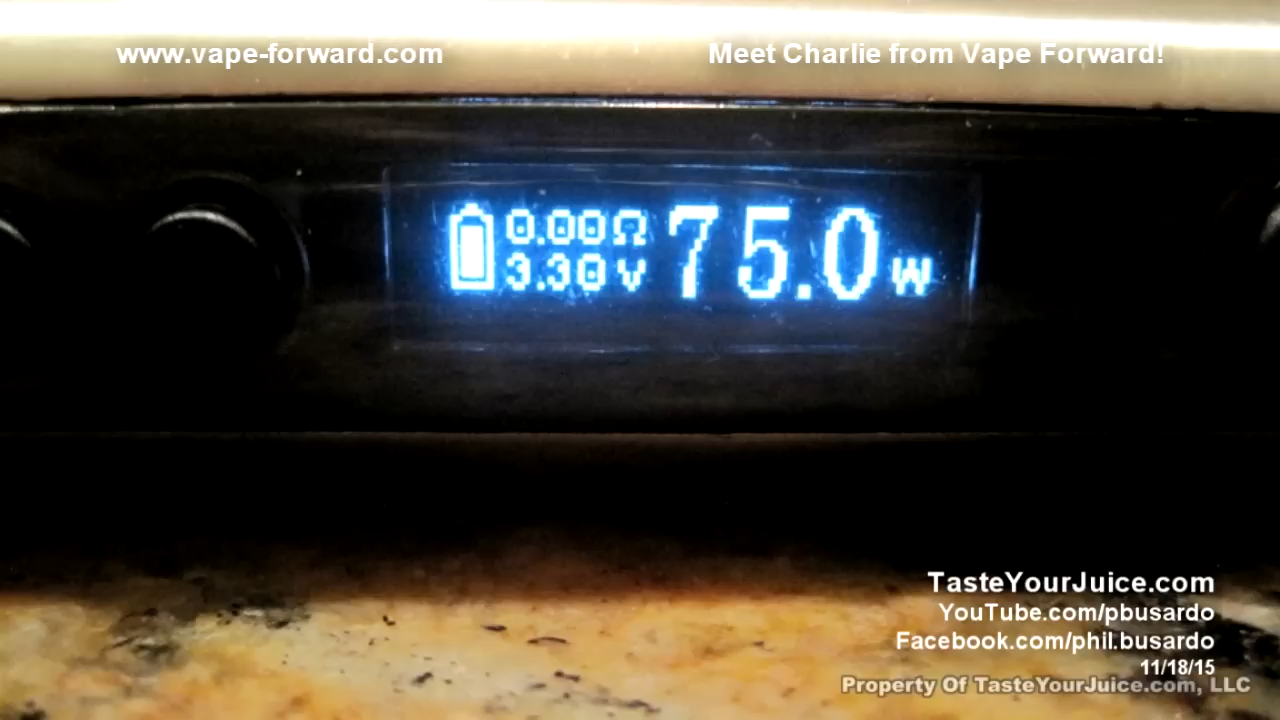 www.vape-forward.com
Meet Charlie from Vape Forward!
0.00Ω
3.30V
75.0W
TasteYourJuice.com
YouTube.com/pbusardo
Facebook.com/phil.busardo
11/18/15
Property Of TasteYourJuice.com, LLC